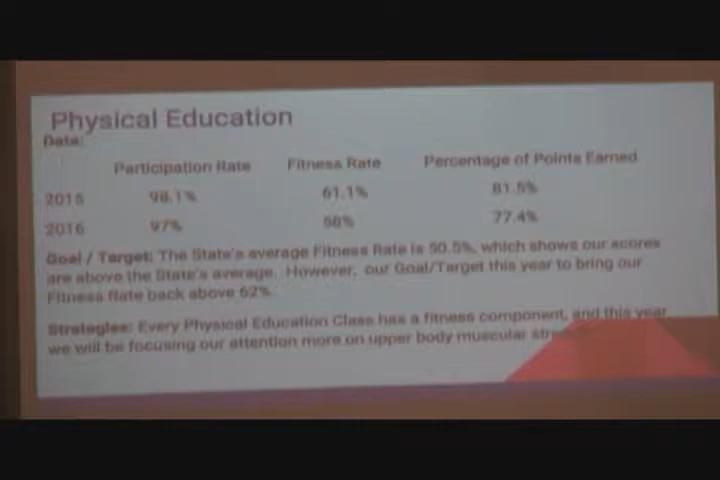 Physical Education
Data:
Participation Rate Fitness Rate Percentage of Points Earned
2015 98.1% 61.1% 81.5%
2016 97% 58% 77.4%
Goal / Target: The State's average Fitness Rate is 50.5%, which shows our scores
are above the State's average. However, our Goal/Target this year to bring our
Fitness Rate back above 62%.
Strategies: Every Physical Education Class has a fitness component, and this year
we will be focusing our attention more on upper body muscular